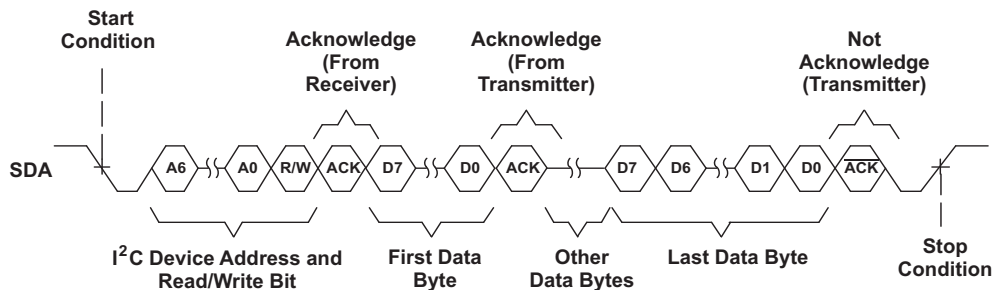 Start
Condition
Acknowledge
(From
Receiver)
Acknowledge
(From
Transmitter)
Not
Acknowledge
(Transmitter)
SDA
A6
A0
R/W
ACK
D7
D0
ACK
D7
D6
D1
D0
A̅C̅K̅
I²C Device Address and
Read/Write Bit
First Data
Byte
Other
Data Bytes
Last Data Byte
Stop
Condition